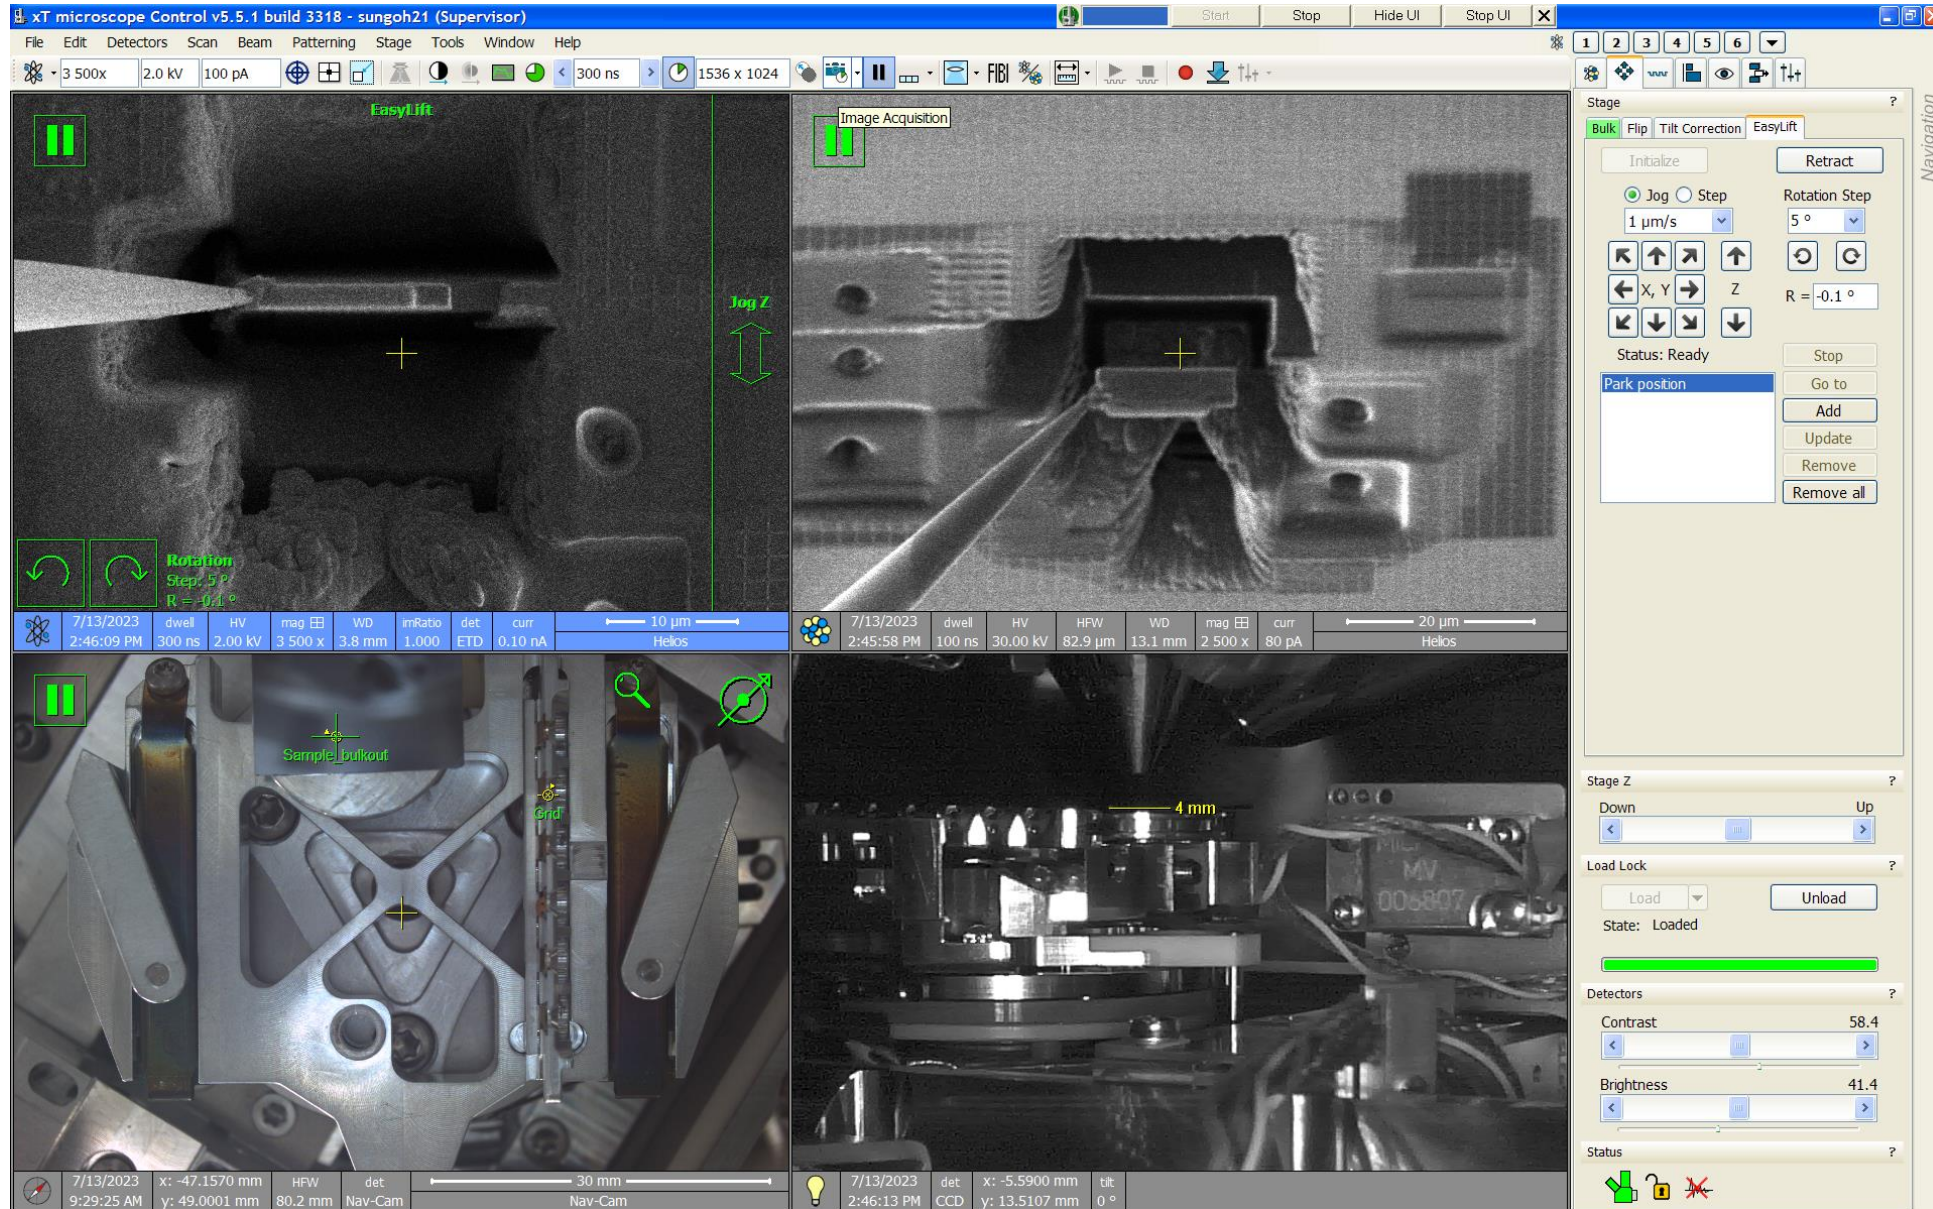 xT microscope Control v5.5.1 build 3318 - sungoh21 (Supervisor)
Start Stop Hide UI Stop UI
File Edit Detectors Scan Beam Patterning Stage Tools Window Help
1 2 3 4 5 6
3 500x 2.0 kV 100 pA 300 ns 1536 x 1024 FIBI
Image Acquisition
EasyLift
Jog Z
Rotation
Step: 5 º
R = -0.1 º
7/13/2023 dwell HV mag WD imRatio det curr 10 µm
2:46:09 PM 300 ns 2.00 kV 3 500 x 3.8 mm 1.000 ETD 0.10 nA Helios
7/13/2023 dwell HV HFW WD mag curr 20 µm
2:45:58 PM 100 ns 30.00 kV 82.9 µm 13.1 mm 2 500 x 80 pA Helios
Sample_bulkout
Grid
7/13/2023 x: -47.1570 mm HFW det 30 mm
9:29:25 AM y: 49.0001 mm 80.2 mm Nav-Cam Nav-Cam
4 mm
MV
006807
7/13/2023 det x: -5.5900 mm tilt
2:46:13 PM CCD y: 13.5107 mm 0 º
Navigation
Stage ?
Bulk Flip Tilt Correction EasyLift
Initialize Retract
Jog Step Rotation Step
1 µm/s 5 º
X, Y Z
R = -0.1 º
Status: Ready Stop
Park position Go to
Add
Update
Remove
Remove all
Stage Z ?
Down Up
Load Lock ?
Load Unload
State: Loaded
Detectors ?
Contrast 58.4
Brightness 41.4
Status ?